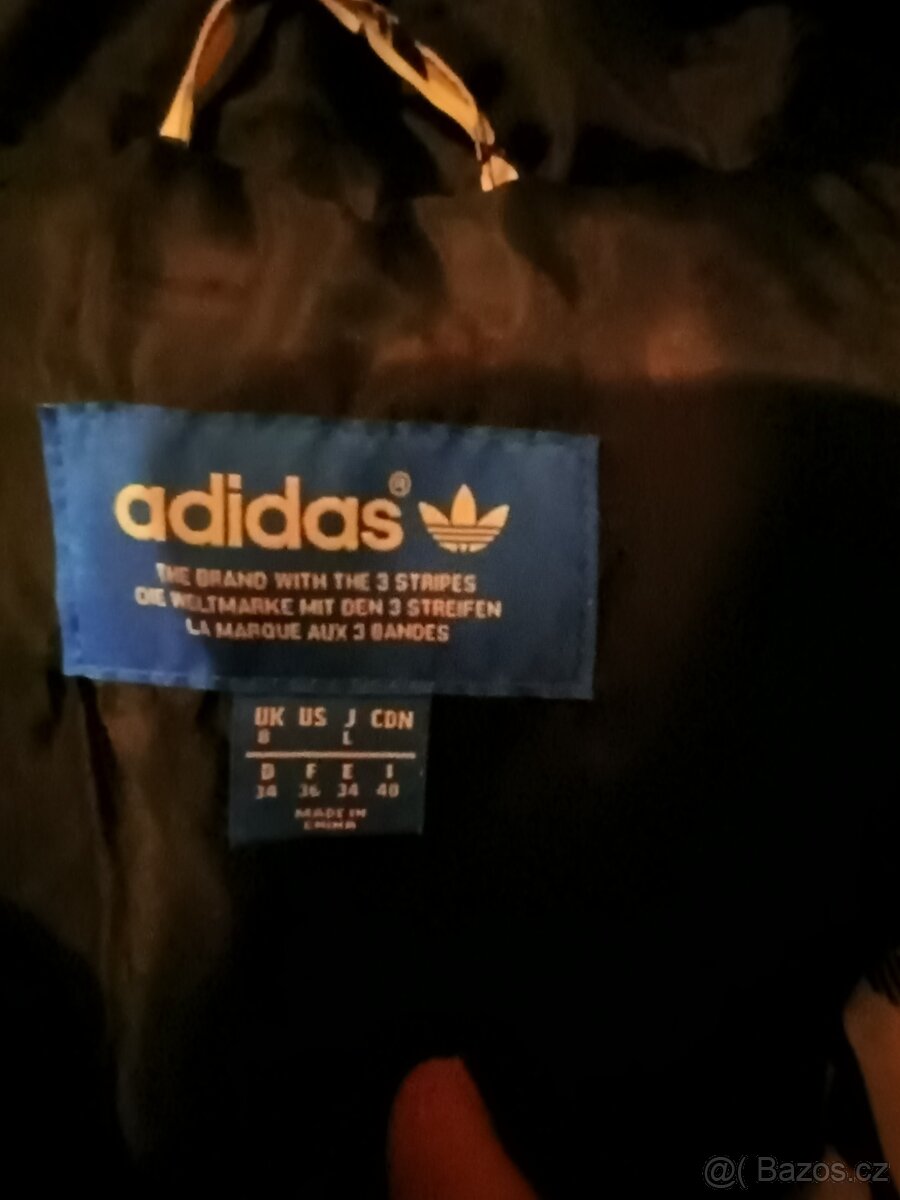 adidas®
THE BRAND WITH THE 3 STRIPES
DIE WELTMARKE MIT DEN 3 STREIFEN
LA MARQUE AUX 3 BANDES
UK US J CDN
8 L
D F E I
34 36 34 40
MADE IN
CHINA
@( Bazos.cz